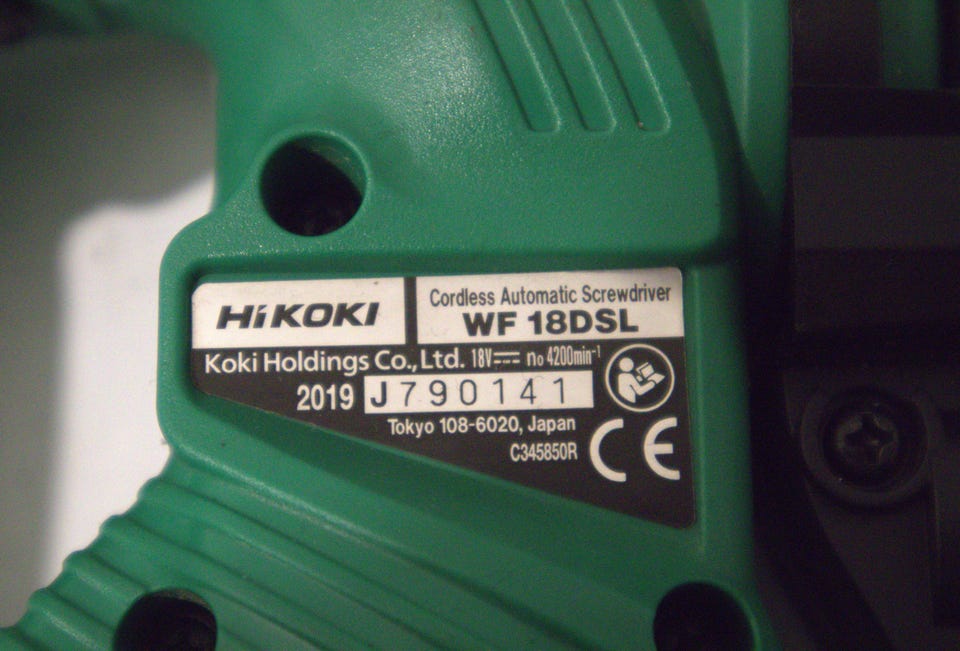 HiKOKI
Cordless Automatic Screwdriver
WF 18DSL
Koki Holdings Co.,Ltd. 18V⎓ no 4200min⁻¹
2019 J790141
Tokyo 108-6020, Japan
C345850R
CE